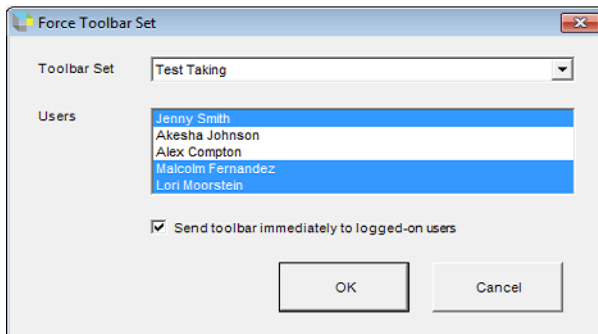 Force Toolbar Set
Toolbar Set
Test Taking
Users
Jenny Smith
Akesha Johnson
Alex Compton
Malcolm Fernandez
Lori Moorstein
Send toolbar immediately to logged-on users
OK
Cancel